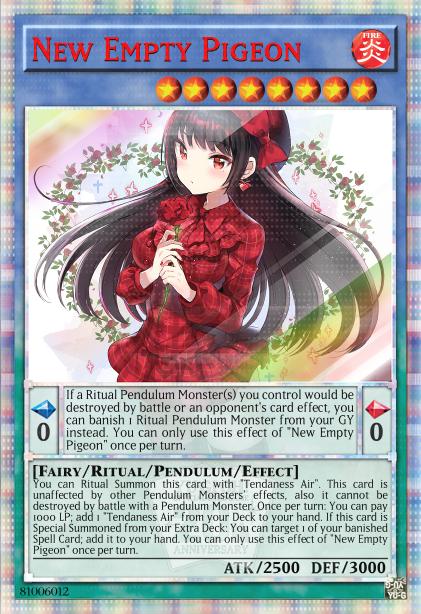 New Empty Pigeon
FIRE
炎
If a Ritual Pendulum Monster(s) you control would be
destroyed by battle or an opponent's card effect, you
can banish 1 Ritual Pendulum Monster from your GY
instead. You can only use this effect of "New Empty
Pigeon" once per turn.
0
0
[Fairy/Ritual/Pendulum/Effect]
You can Ritual Summon this card with "Tendaness Air". This card is
unaffected by other Pendulum Monsters' effects, also it cannot be
destroyed by battle with a Pendulum Monster. Once per turn: You can pay
1000 LP; add 1 "Tendaness Air" from your Deck to your hand. If this card is
Special Summoned from your Extra Deck: You can target 1 of your banished
Spell Card; add it to your hand. You can only use this effect of "New Empty
Pigeon" once per turn.
ANNIVERSARY
ATK/2500 DEF/3000
81006012